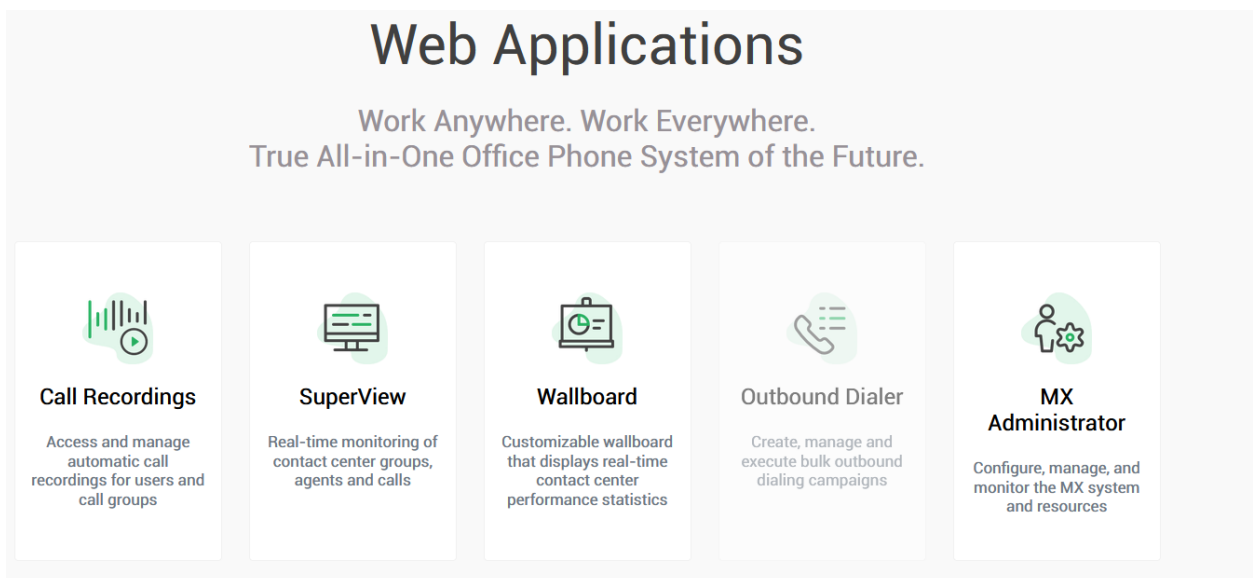 Web Applications
Work Anywhere. Work Everywhere.
True All-in-One Office Phone System of the Future.
Call Recordings
Access and manage
automatic call
recordings for users and
call groups
SuperView
Real-time monitoring of
contact center groups,
agents and calls
Wallboard
Customizable wallboard
that displays real-time
contact center
performance statistics
Outbound Dialer
Create, manage and
execute bulk outbound
dialing campaigns
MX
Administrator
Configure, manage, and
monitor the MX system
and resources